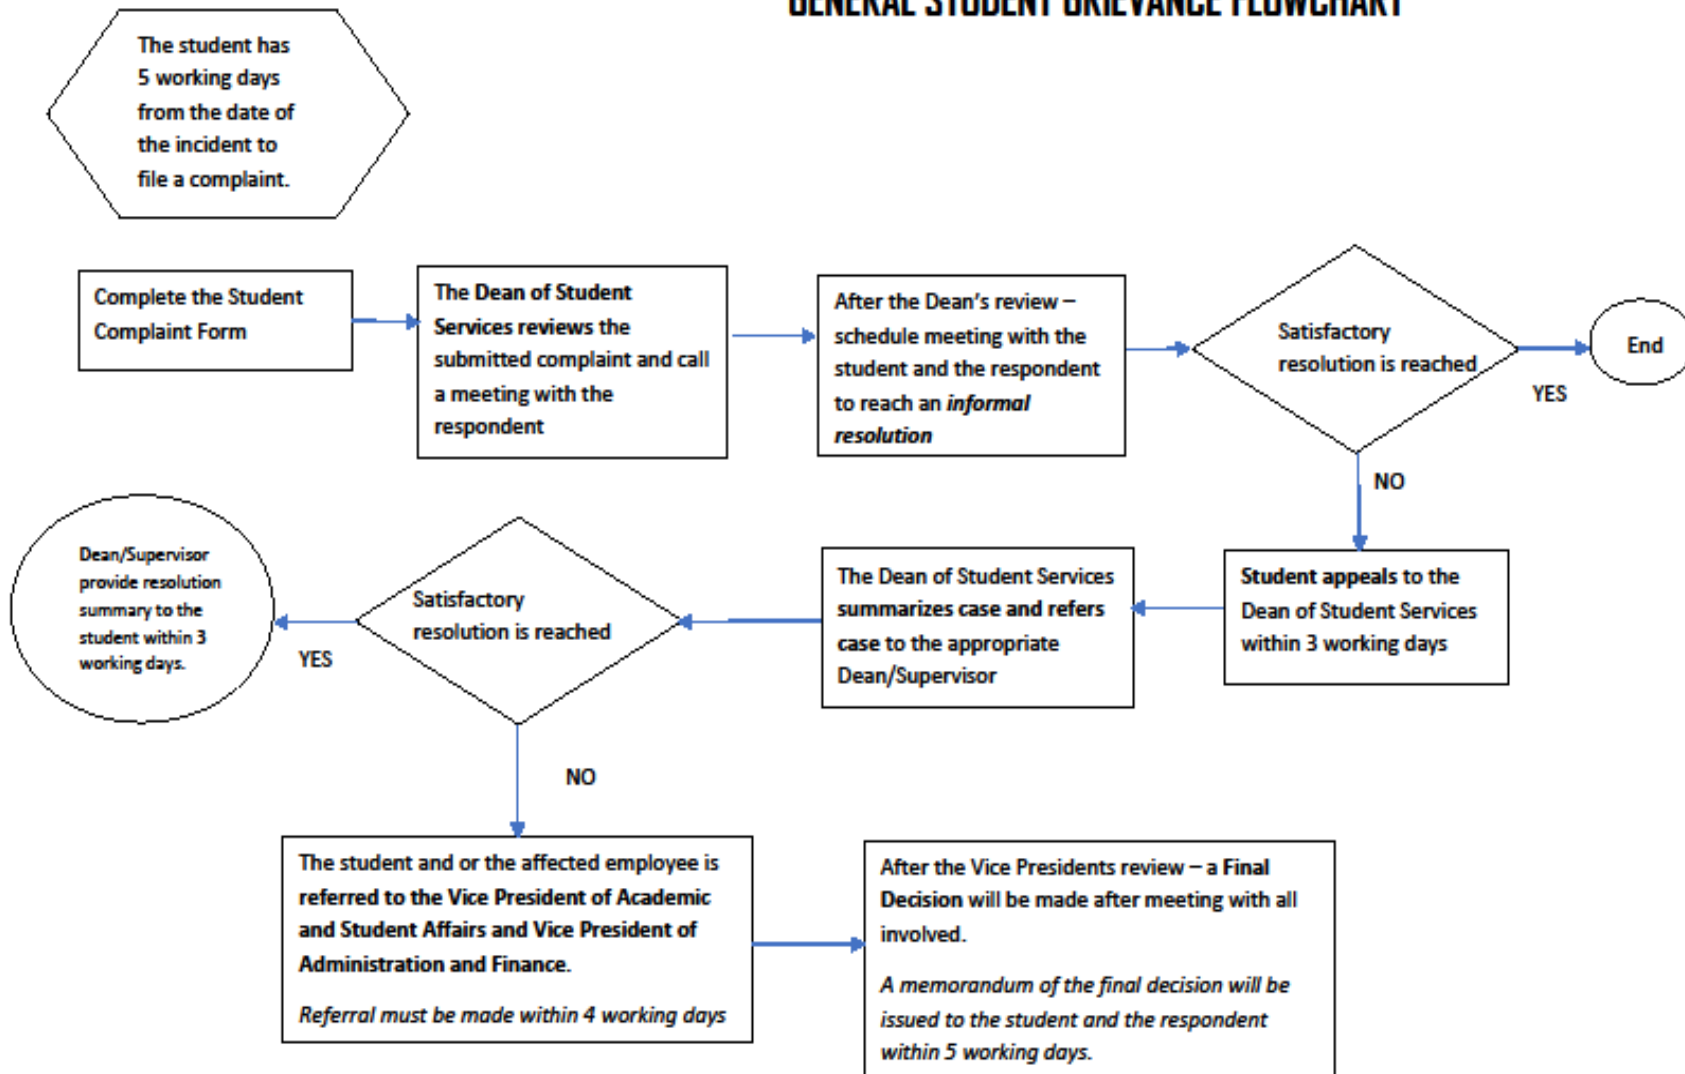 GENERAL STUDENT GRIEVANCE FLOWCHART
The student has
5 working days
from the date of
the incident to
file a complaint.
Complete the Student
Complaint Form
The Dean of Student
Services reviews the
submitted complaint and call
a meeting with the
respondent
After the Dean's review –
schedule meeting with the
student and the respondent
to reach an informal
resolution
Satisfactory
resolution is reached
YES
End
NO
Student appeals to the
Dean of Student Services
within 3 working days
The Dean of Student Services
summarizes case and refers
case to the appropriate
Dean/Supervisor
Satisfactory
resolution is reached
YES
Dean/Supervisor
provide resolution
summary to the
student within 3
working days.
NO
The student and or the affected employee is
referred to the Vice President of Academic
and Student Affairs and Vice President of
Administration and Finance.
Referral must be made within 4 working days
After the Vice Presidents review – a Final
Decision will be made after meeting with all
involved.
A memorandum of the final decision will be
issued to the student and the respondent
within 5 working days.